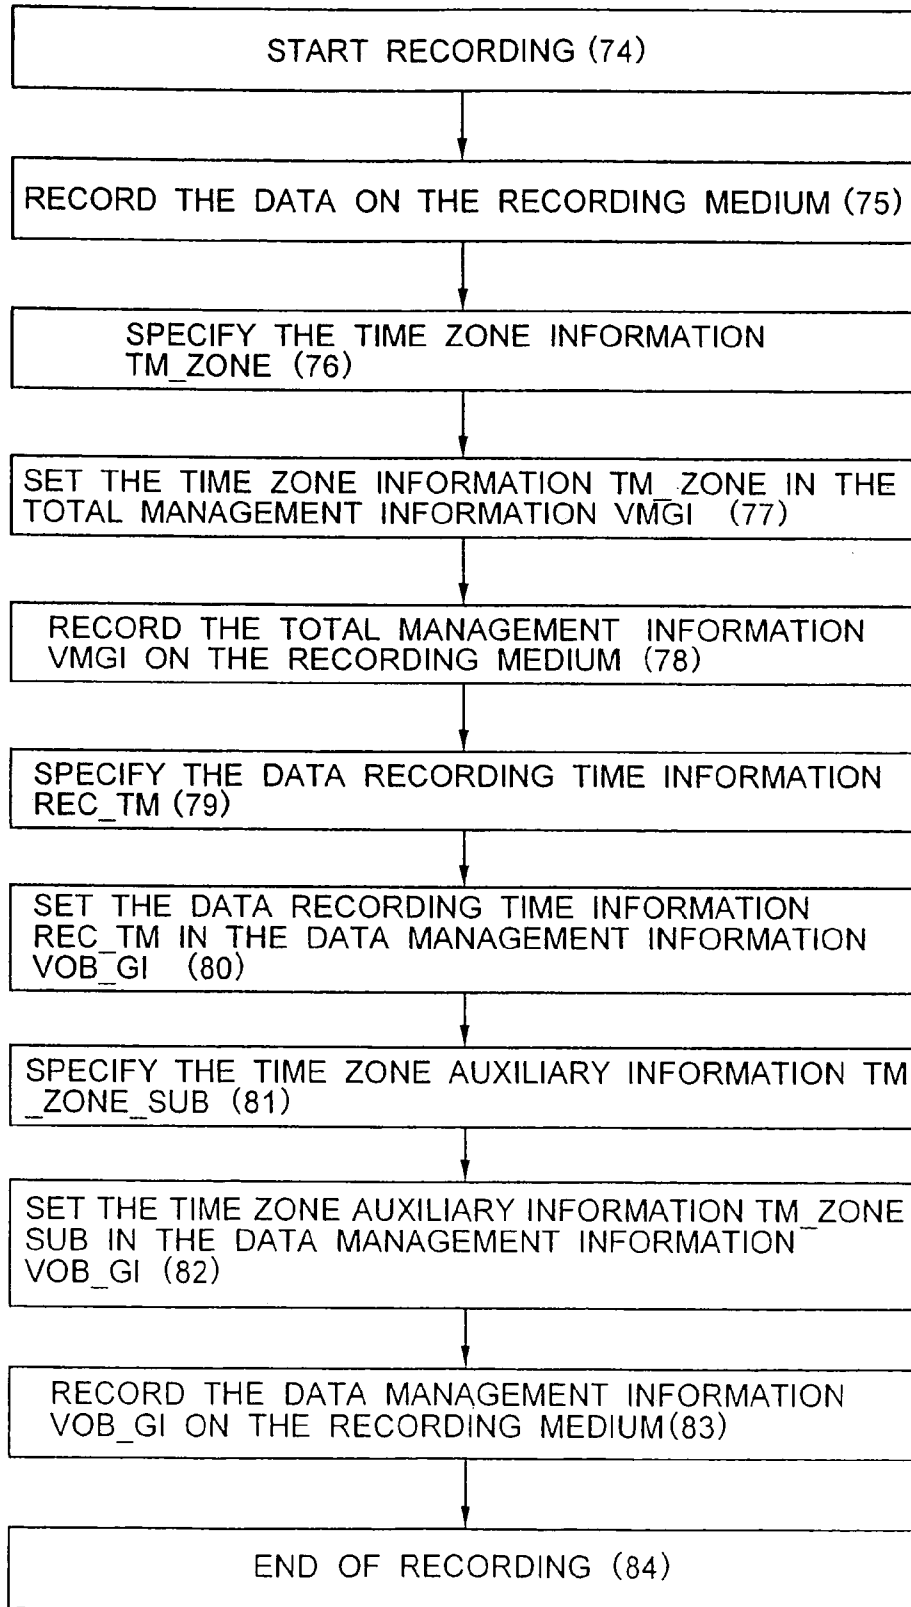 START RECORDING (74)
RECORD THE DATA ON THE RECORDING MEDIUM (75)
SPECIFY THE TIME ZONE INFORMATION
TM_ZONE (76)
SET THE TIME ZONE INFORMATION TM_ZONE IN THE
TOTAL MANAGEMENT INFORMATION VMGI (77)
RECORD THE TOTAL MANAGEMENT INFORMATION
VMGI ON THE RECORDING MEDIUM (78)
SPECIFY THE DATA RECORDING TIME INFORMATION
REC_TM (79)
SET THE DATA RECORDING TIME INFORMATION
REC_TM IN THE DATA MANAGEMENT INFORMATION
VOB_GI (80)
SPECIFY THE TIME ZONE AUXILIARY INFORMATION TM
_ZONE_SUB (81)
SET THE TIME ZONE AUXILIARY INFORMATION TM_ZONE
SUB IN THE DATA MANAGEMENT INFORMATION
VOB_GI (82)
RECORD THE DATA MANAGEMENT INFORMATION
VOB_GI ON THE RECORDING MEDIUM(83)
END OF RECORDING (84)